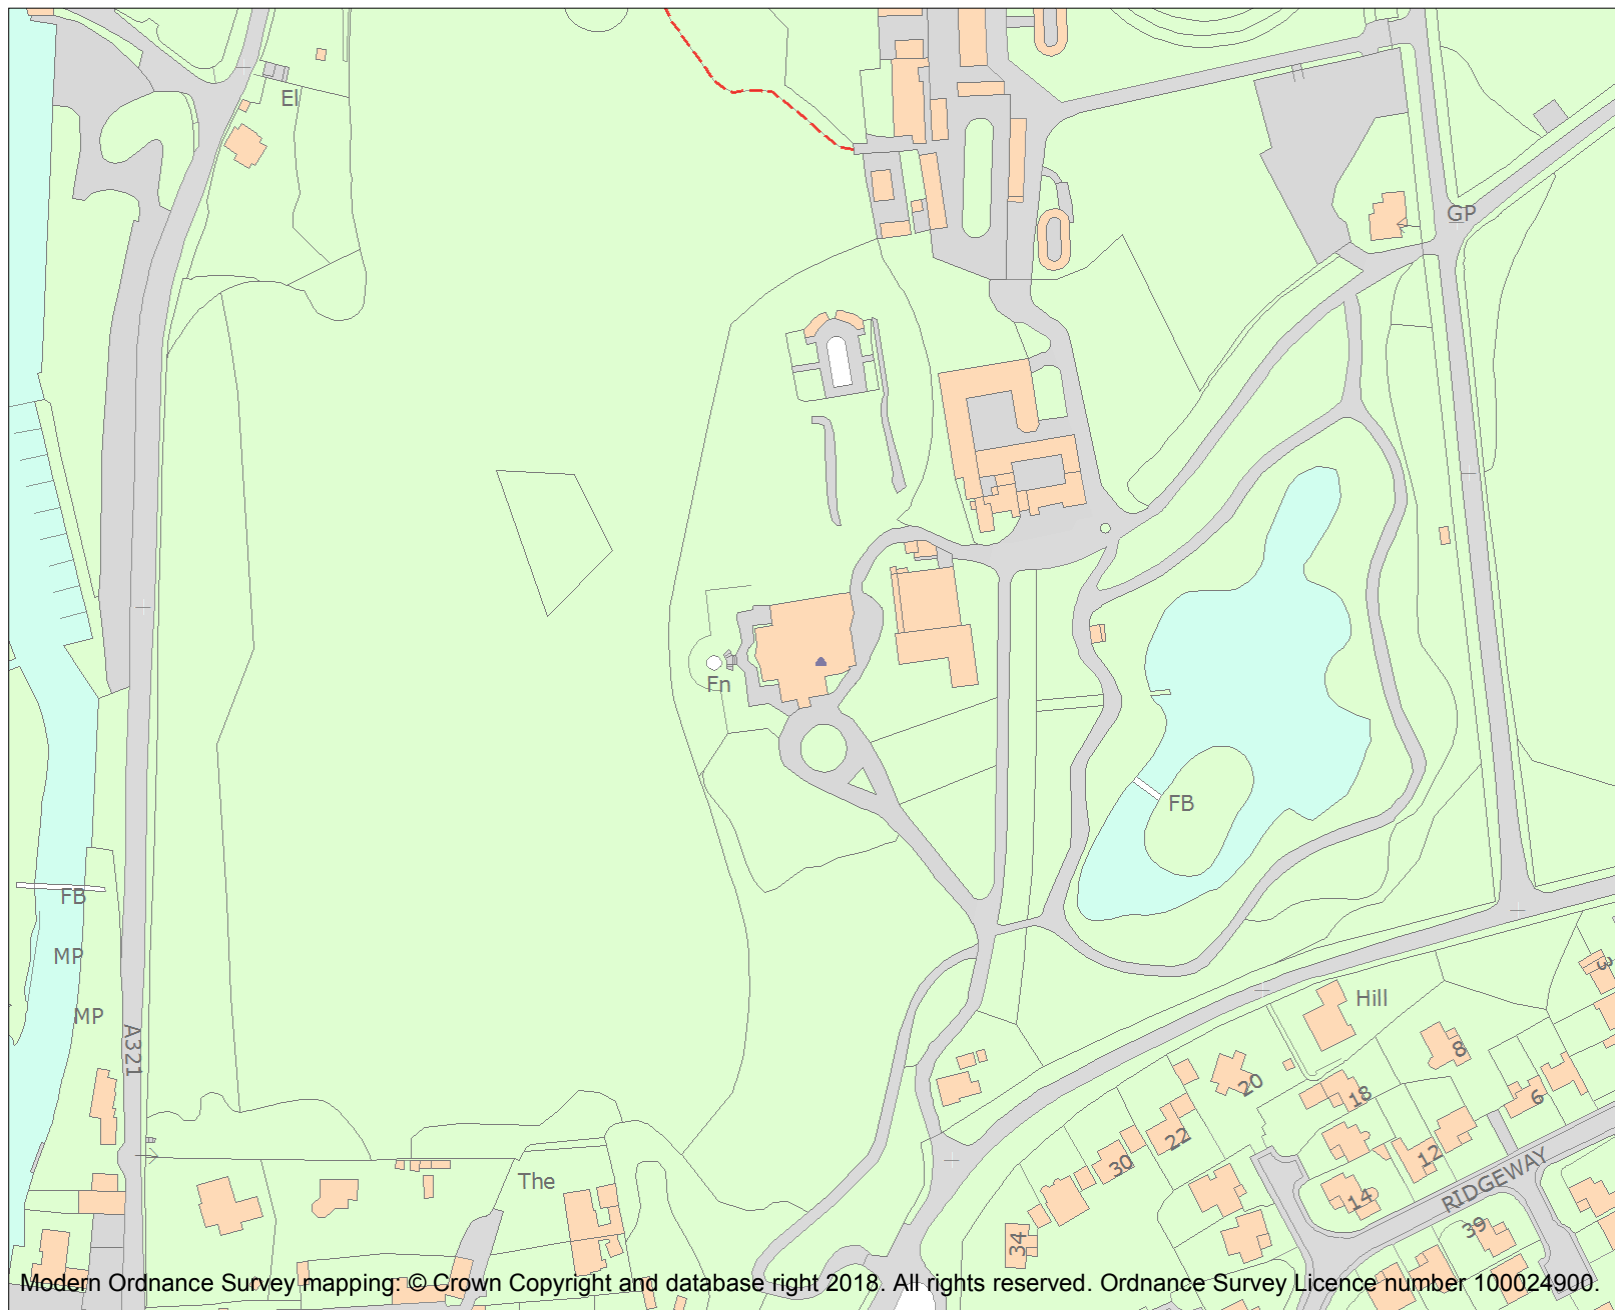 El
GP
Fn
FB
FB
MP
MP
A321
Hill
3
8
20
18
6
22
30
12
14
RIDGEWAY
39
34
The
Modern Ordnance Survey mapping: © Crown Copyright and database right 2018. All rights reserved. Ordnance Survey Licence number 100024900.